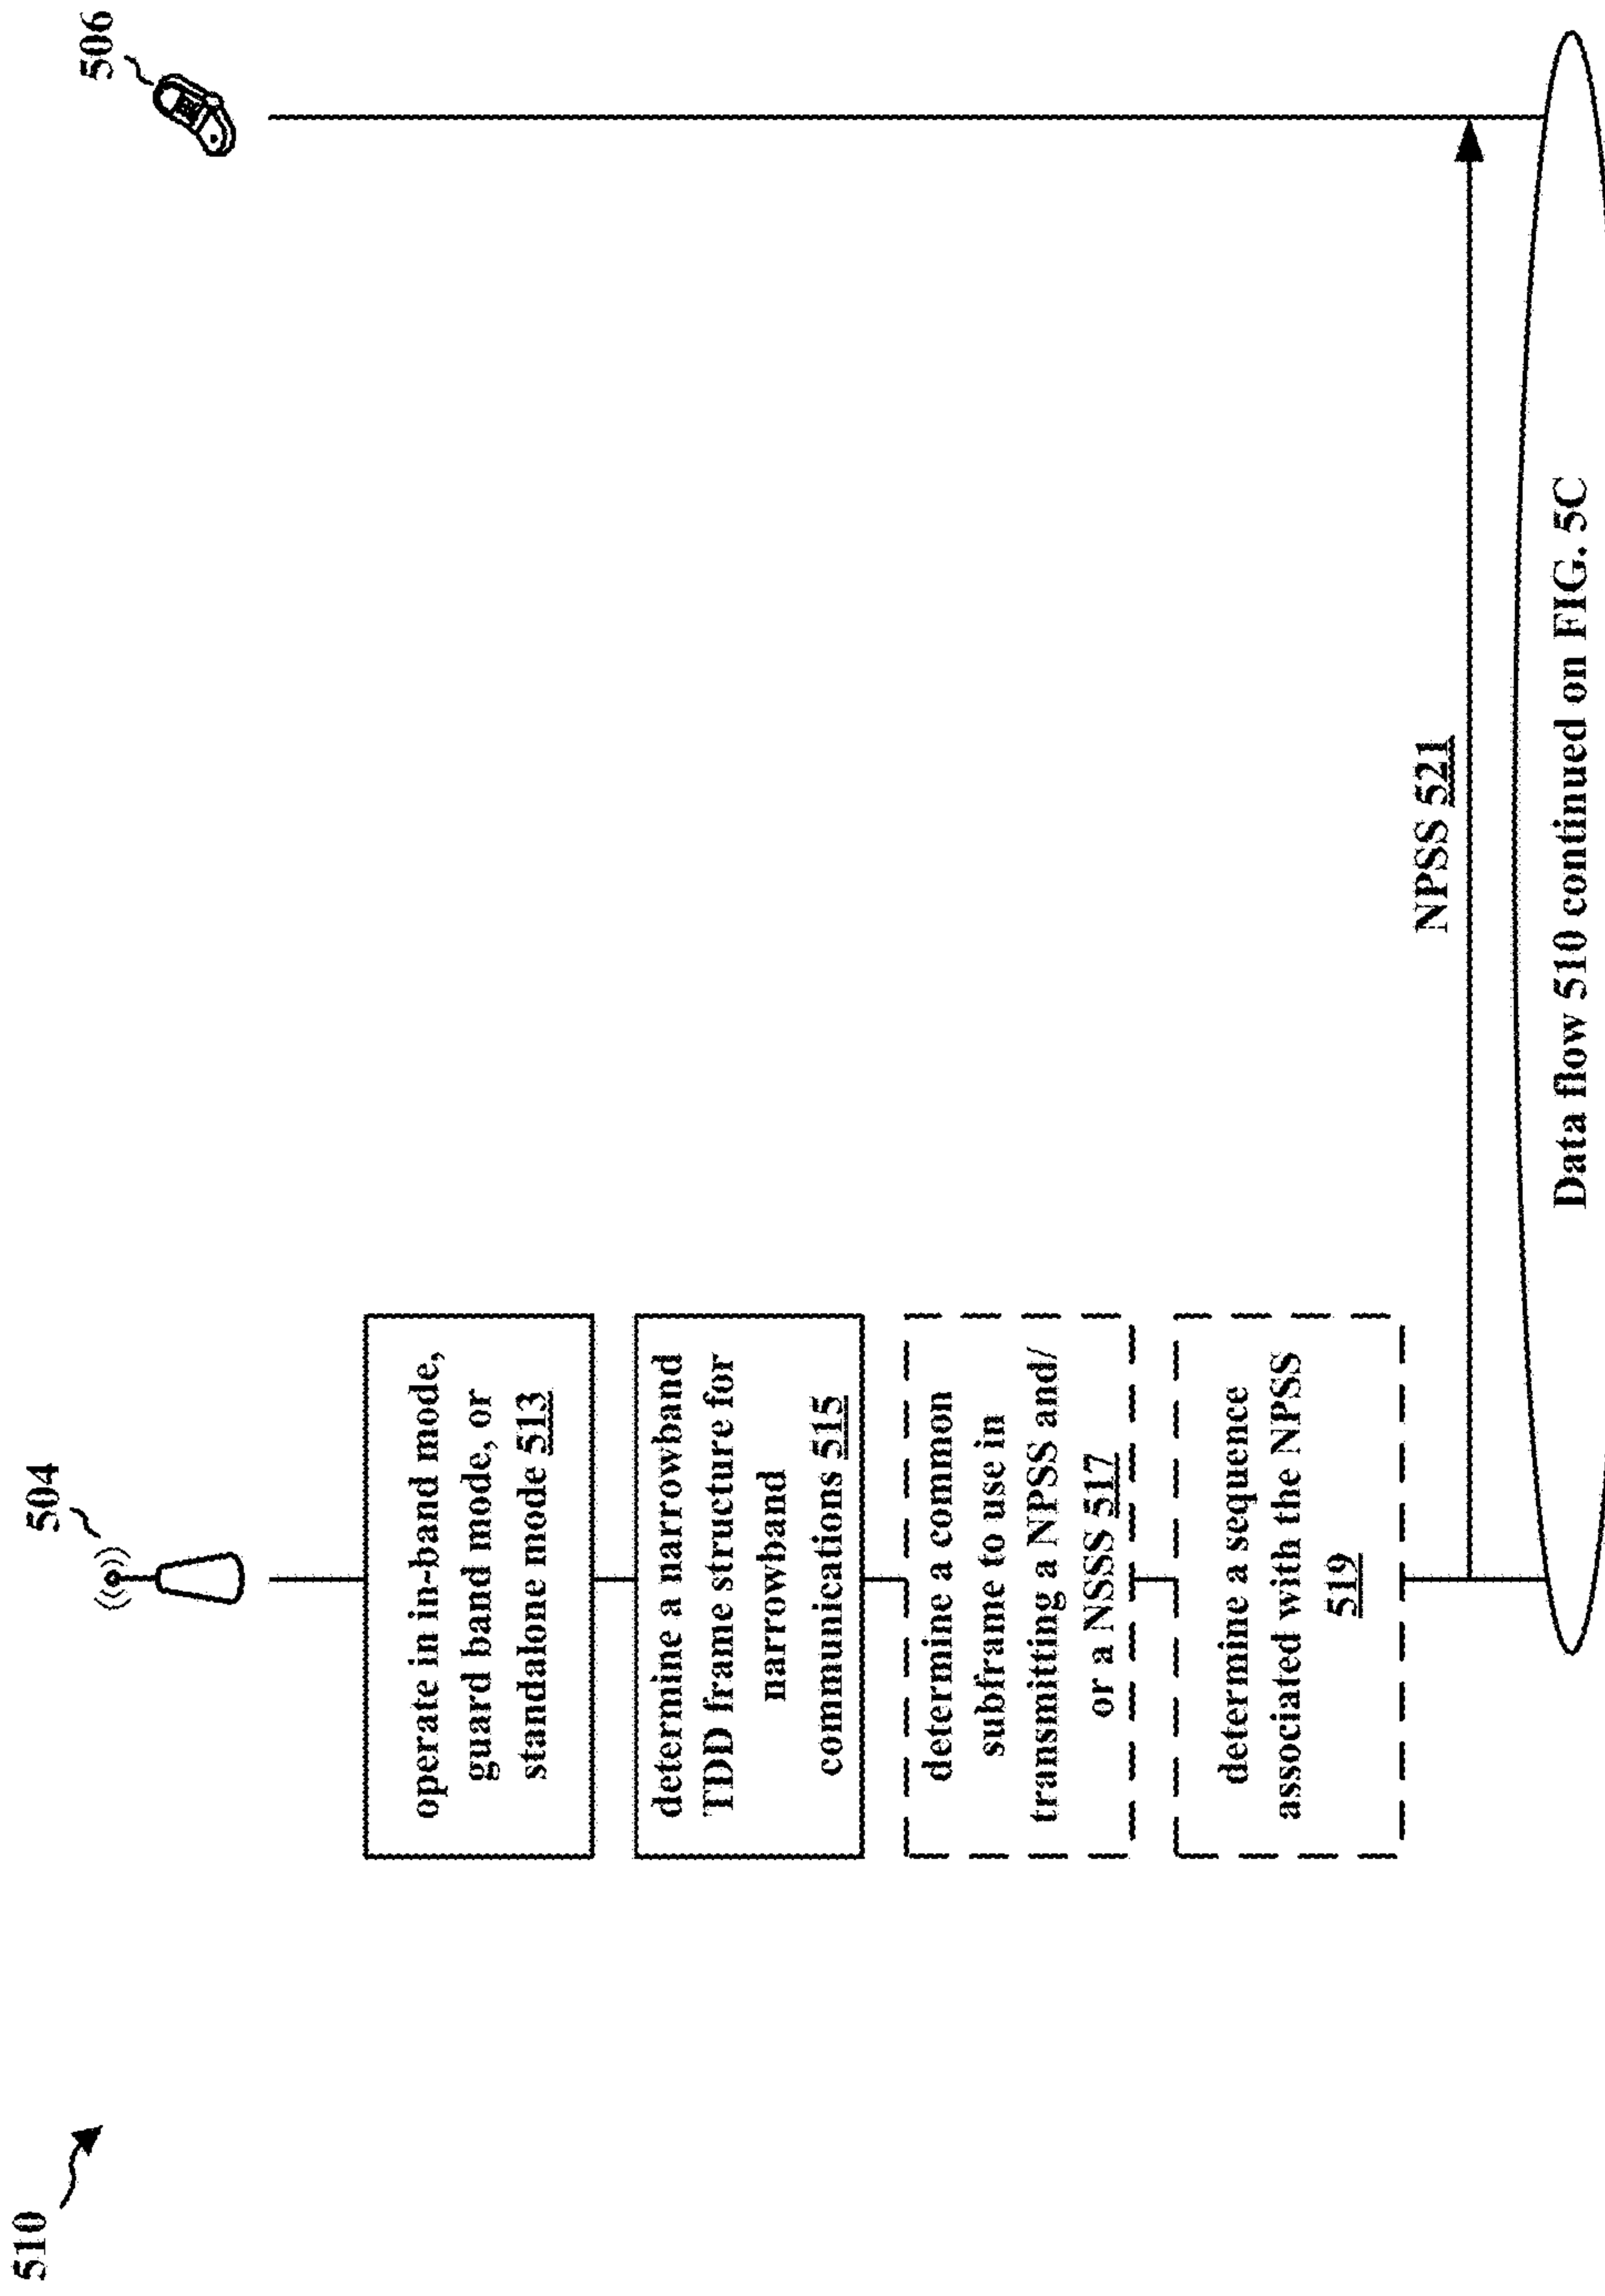 510
504
506
operate in in-band mode,
guard band mode, or
standalone mode 513
determine a narrowband
TDD frame structure for
narrowband
communications 515
determine a common
subframe to use in
transmitting a NPSS and/
or a NSSS 517
determine a sequence
associated with the NPSS
519
NPSS 521
Data flow 510 continued on FIG. 5C